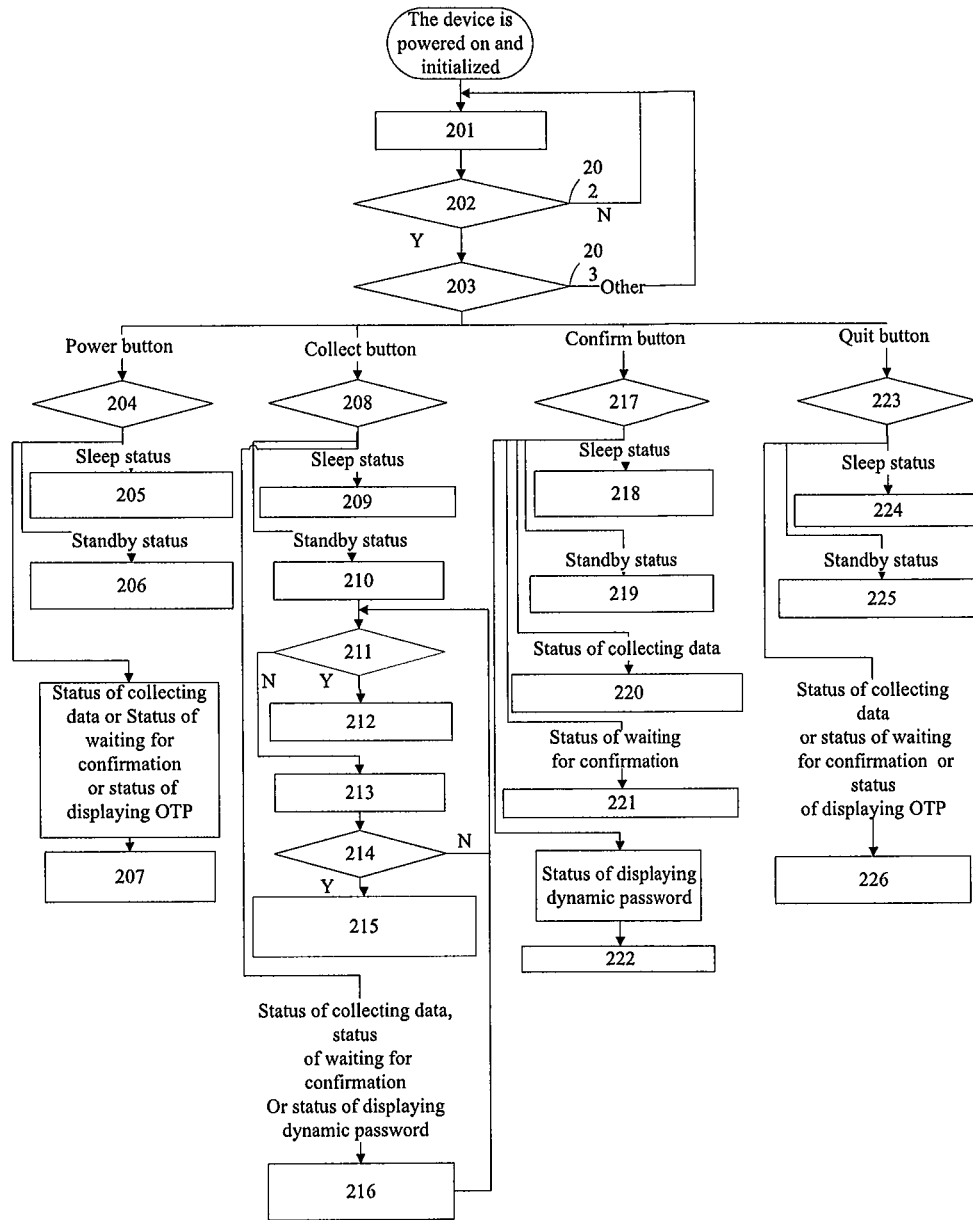 The device is
powered on and
initialized
201
20
2
202
N
Y
20
3
203
Other
Power button
Collect button
Confirm button
Quit button
204
208
217
223
Sleep status
205
Standby status
206
Status of collecting
data or Status of
waiting for
confirmation
or status of
displaying OTP
207
Sleep status
209
Standby status
210
211
N
Y
212
213
214
N
Y
215
Status of collecting data,
status
of waiting for
confirmation
Or status of displaying
dynamic password
216
Sleep status
218
Standby status
219
Status of collecting data
220
Status of waiting
for confirmation
221
Status of displaying
dynamic password
222
Sleep status
224
Standby status
225
Status of collecting
data
or status of waiting
for confirmation or
status
of displaying OTP
226